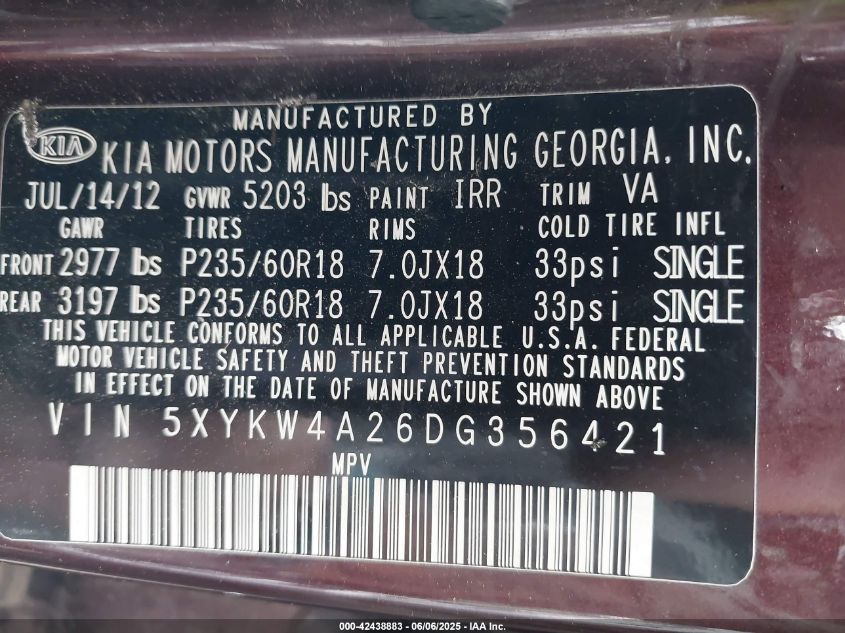 MANUFACTURED BY
KIA KIA MOTORS MANUFACTURING GEORGIA, INC.
JUL/14/12 GVWR 5203 lbs PAINT IRR TRIM VA
GAWR TIRES RIMS COLD TIRE INFL
FRONT 2977 lbs P235/60R18 7.0JX18 33psi SINGLE
REAR 3197 lbs P235/60R18 7.0JX18 33psi SINGLE
THIS VEHICLE CONFORMS TO ALL APPLICABLE U.S.A. FEDERAL
MOTOR VEHICLE SAFETY AND THEFT PREVENTION STANDARDS
IN EFFECT ON THE DATE OF MANUFACTURE SHOWN ABOVE
VIN 5XYKW4A26DG356421
MPV
000-42438883 - 06/06/2025 - IAA Inc.